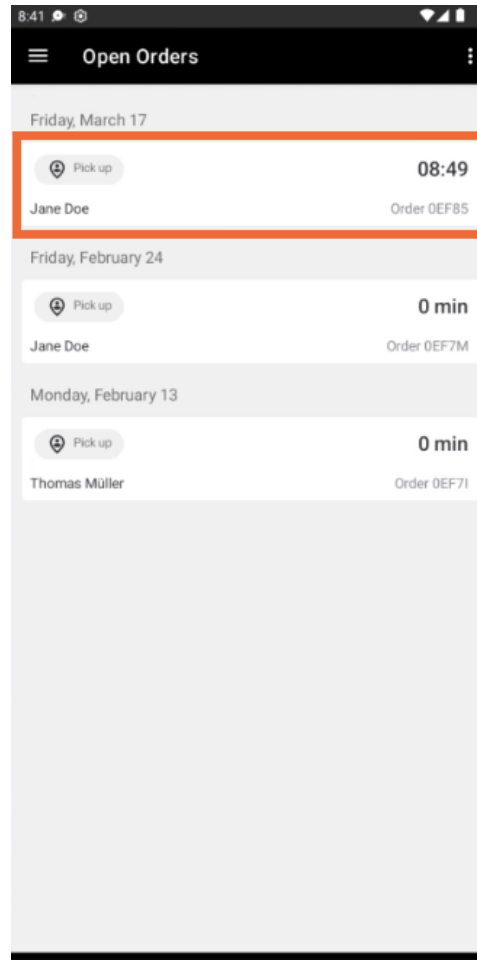 8:41
Open Orders
Friday, March 17
Pick up
08:49
Jane Doe
Order 0EF85
Friday, February 24
Pick up
0 min
Jane Doe
Order 0EF7M
Monday, February 13
Pick up
0 min
Thomas Müller
Order 0EF7I